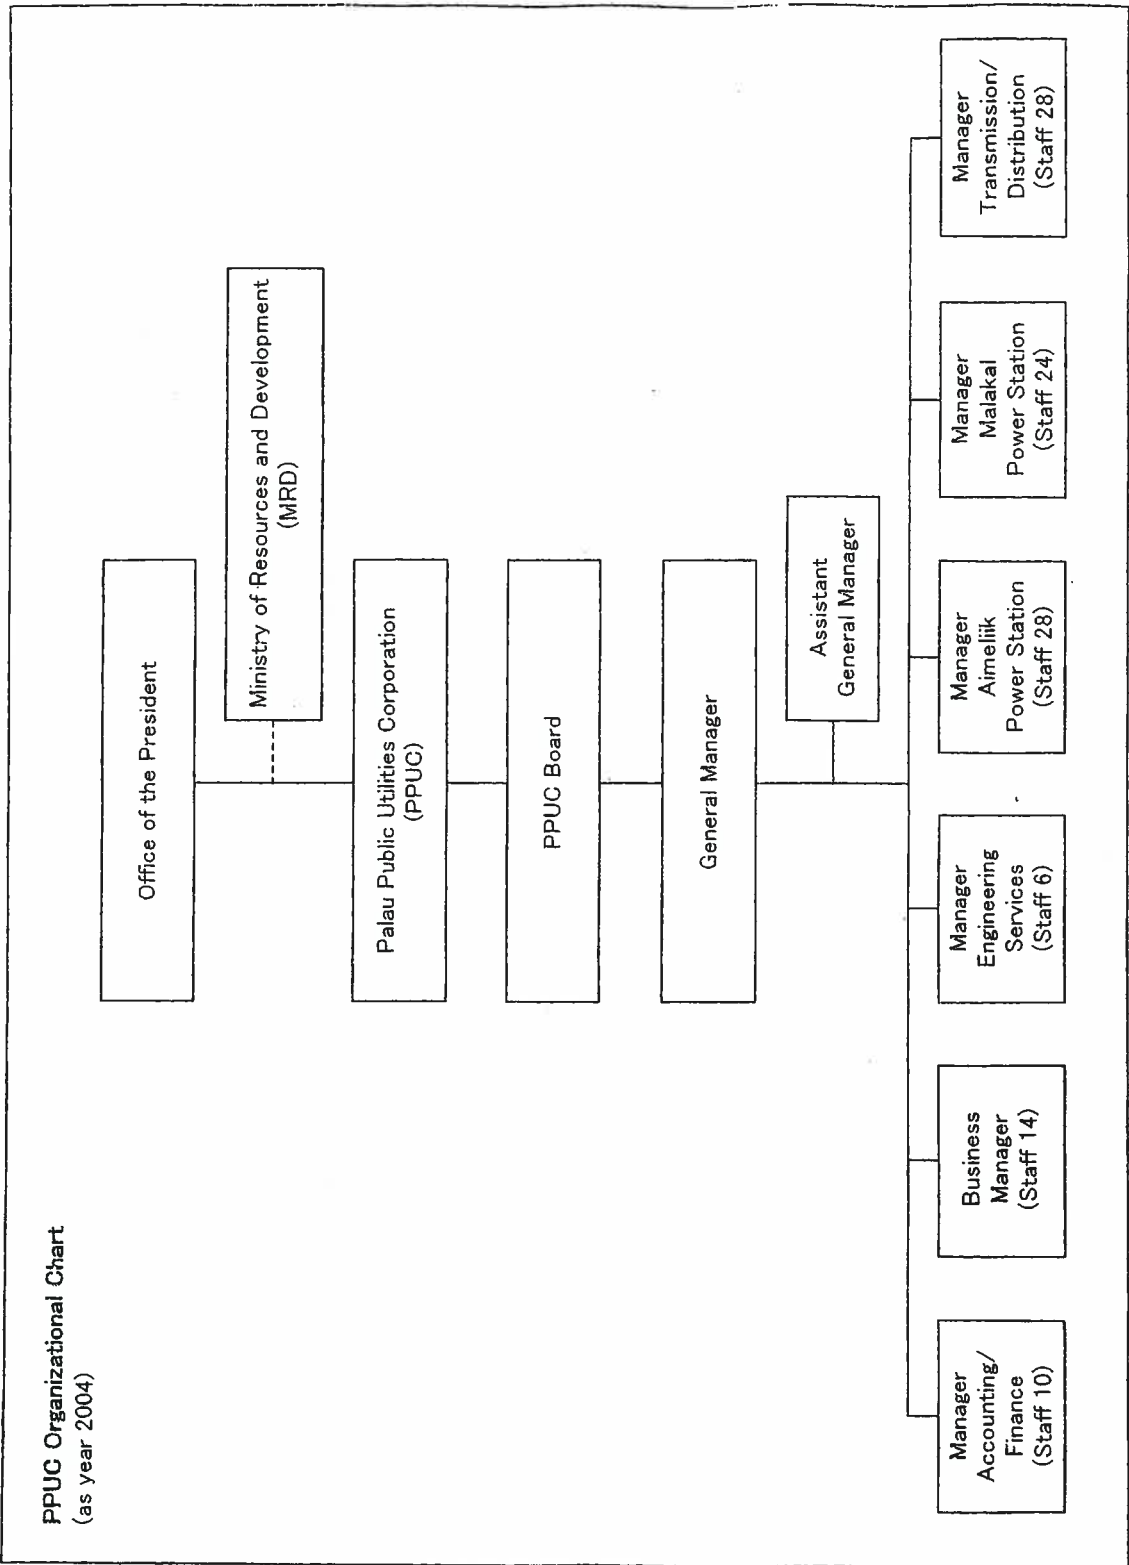 PPUC Organizational Chart
(as year 2004)
Office of the President
Ministry of Resources and Development
(MRD)
Palau Public Utilities Corporation
(PPUC)
PPUC Board
General Manager
Assistant
General Manager
Manager
Accounting/
Finance
(Staff 10)
Business
Manager
(Staff 14)
Manager
Engineering
Services
(Staff 6)
Manager
Aimeliik
Power Station
(Staff 28)
Manager
Malakal
Power Station
(Staff 24)
Manager
Transmission/
Distribution
(Staff 28)